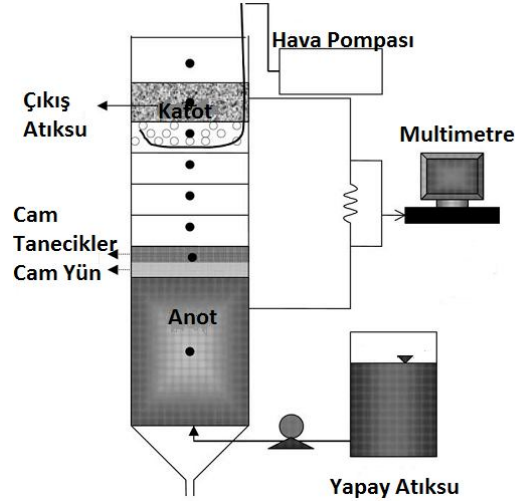 Hava Pompası
Çıkış
Atıksu
Katot
Multimetre
Cam
Tanecikler
Cam Yün
Anot
Yapay Atıksu